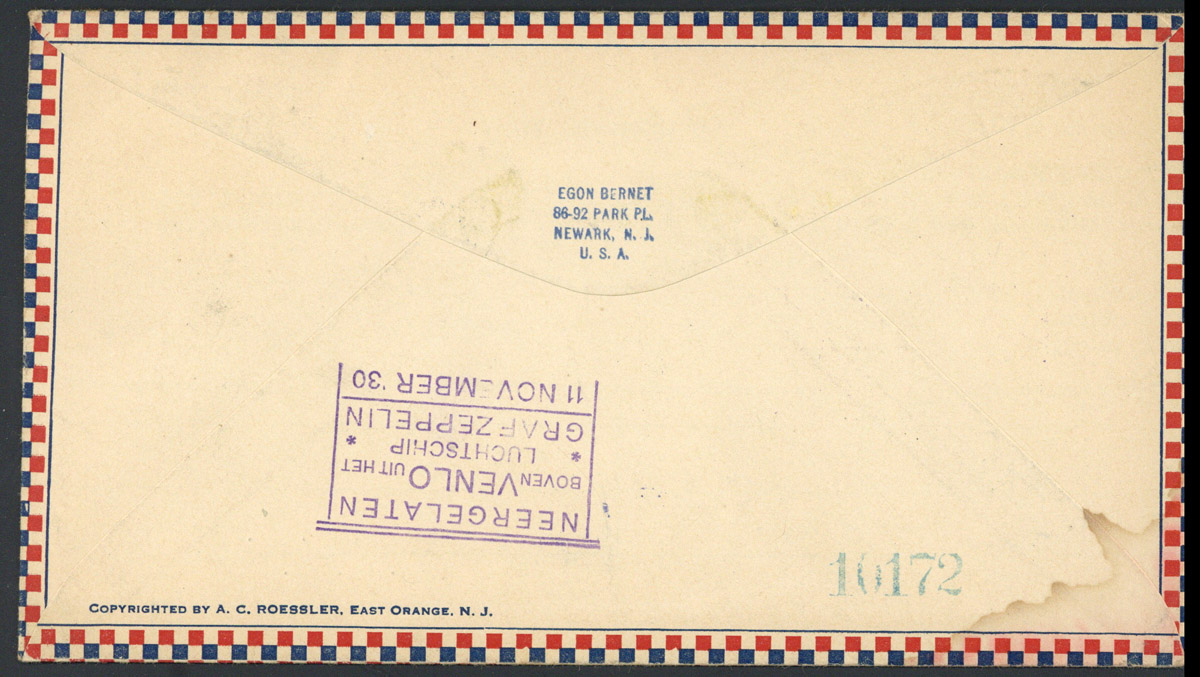 EGON BERNET
86-92 PARK PL.
NEWARK, N. J.
U. S. A.
NEERGELATEN
BOVEN VENLO UIT HET
* LUCHTSCHIP *
GRAF ZEPPELIN
11 NOVEMBER '30
10172
COPYRIGHTED BY A. C. ROESSLER, EAST ORANGE, N. J.